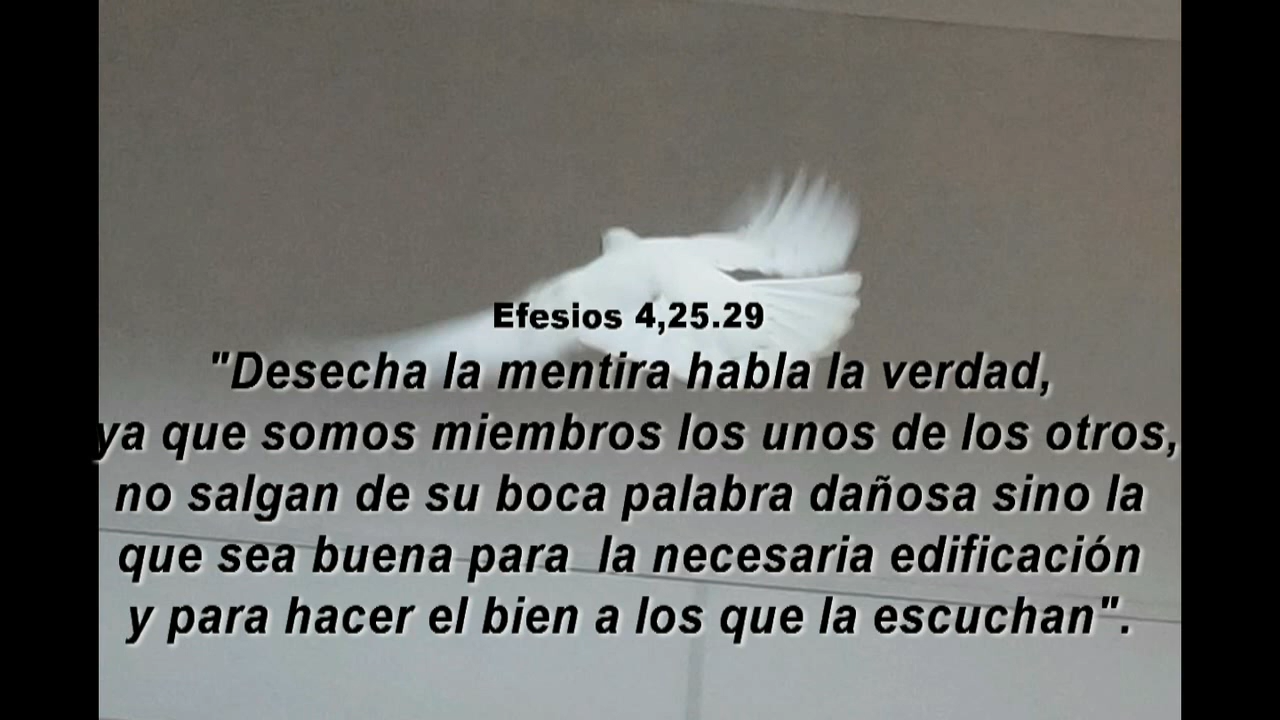 Efesios 4,25.29
"Desecha la mentira habla la verdad,
ya que somos miembros los unos de los otros,
no salgan de su boca palabra dañosa sino la
que sea buena para  la necesaria edificación
y para hacer el bien a los que la escuchan".